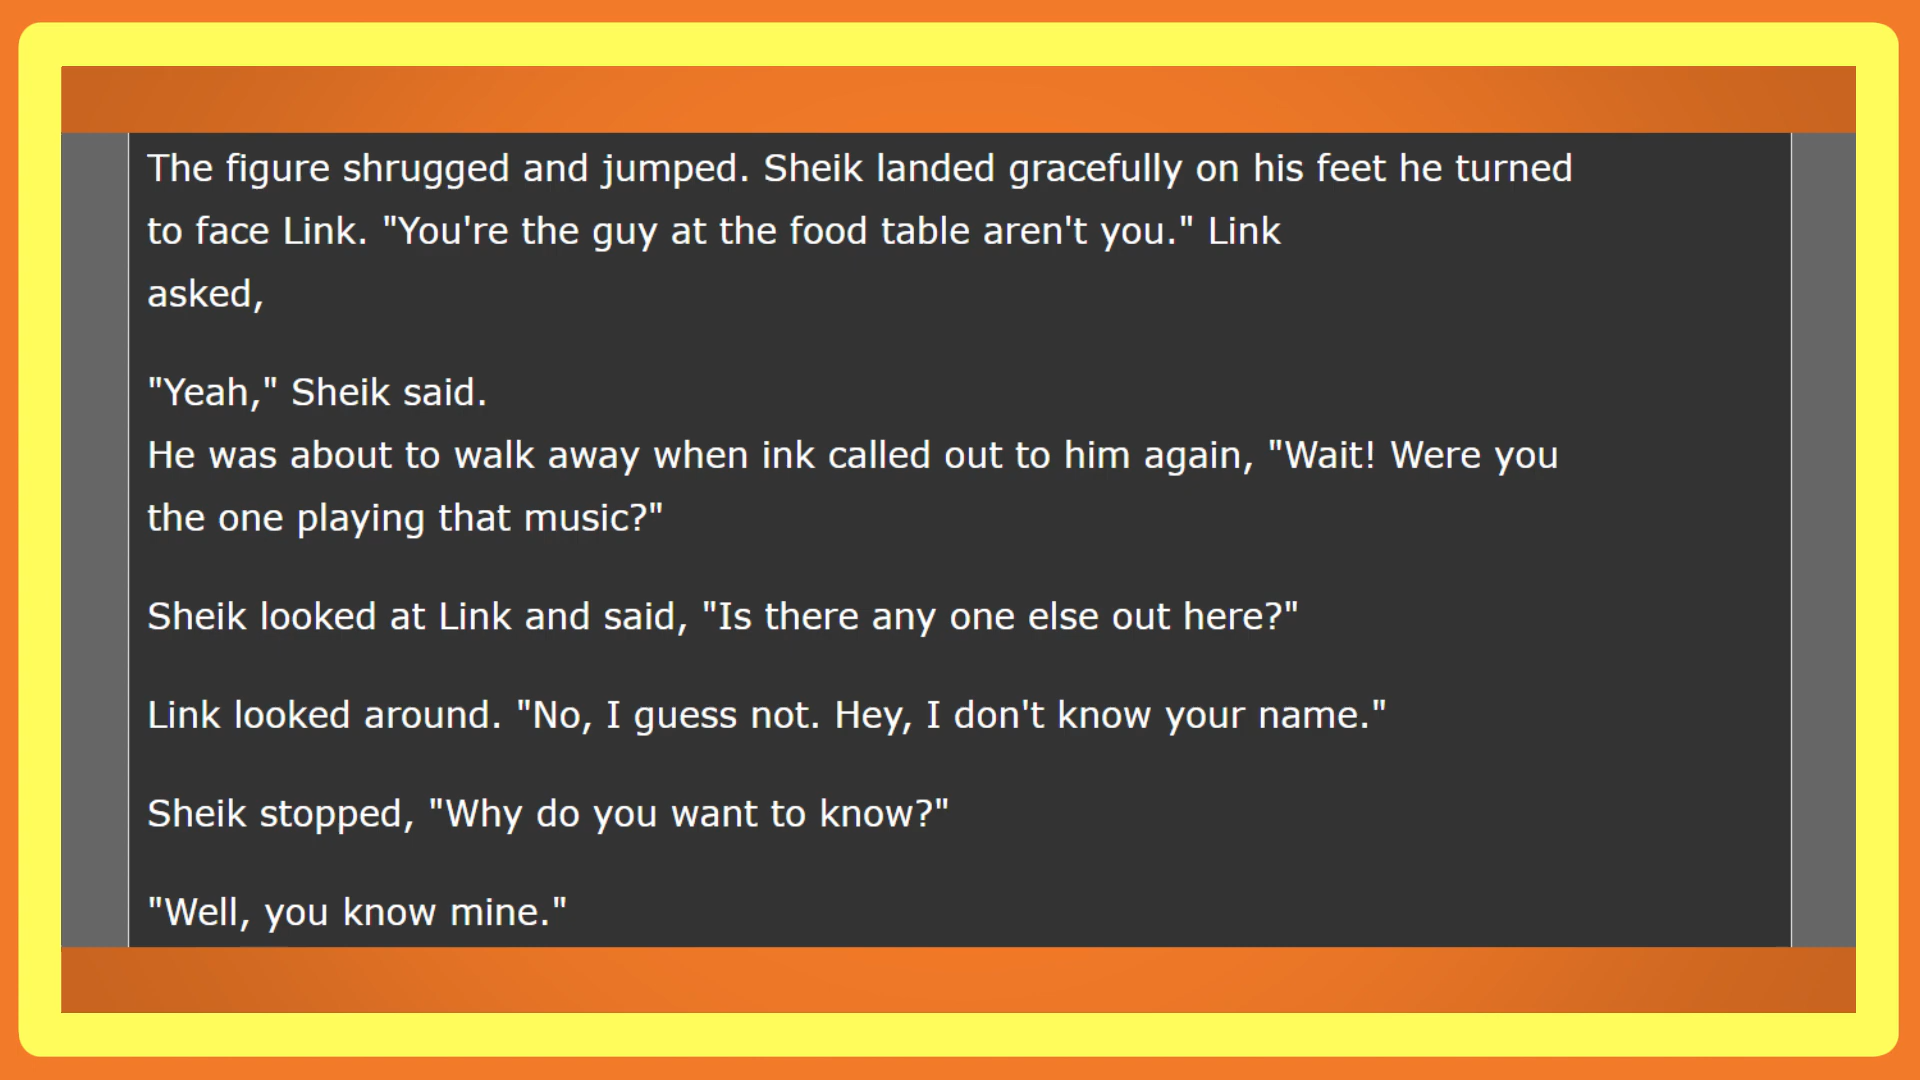 The figure shrugged and jumped. Sheik landed gracefully on his feet he turned
to face Link. "You're the guy at the food table aren't you." Link
asked,
"Yeah," Sheik said.
He was about to walk away when ink called out to him again, "Wait! Were you
the one playing that music?"
Sheik looked at Link and said, "Is there any one else out here?"
Link looked around. "No, I guess not. Hey, I don't know your name."
Sheik stopped, "Why do you want to know?"
"Well, you know mine."